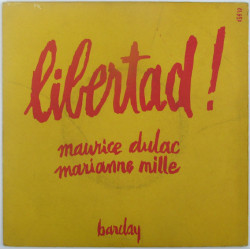 libertad !
maurice dulac
marianne mille
barclay